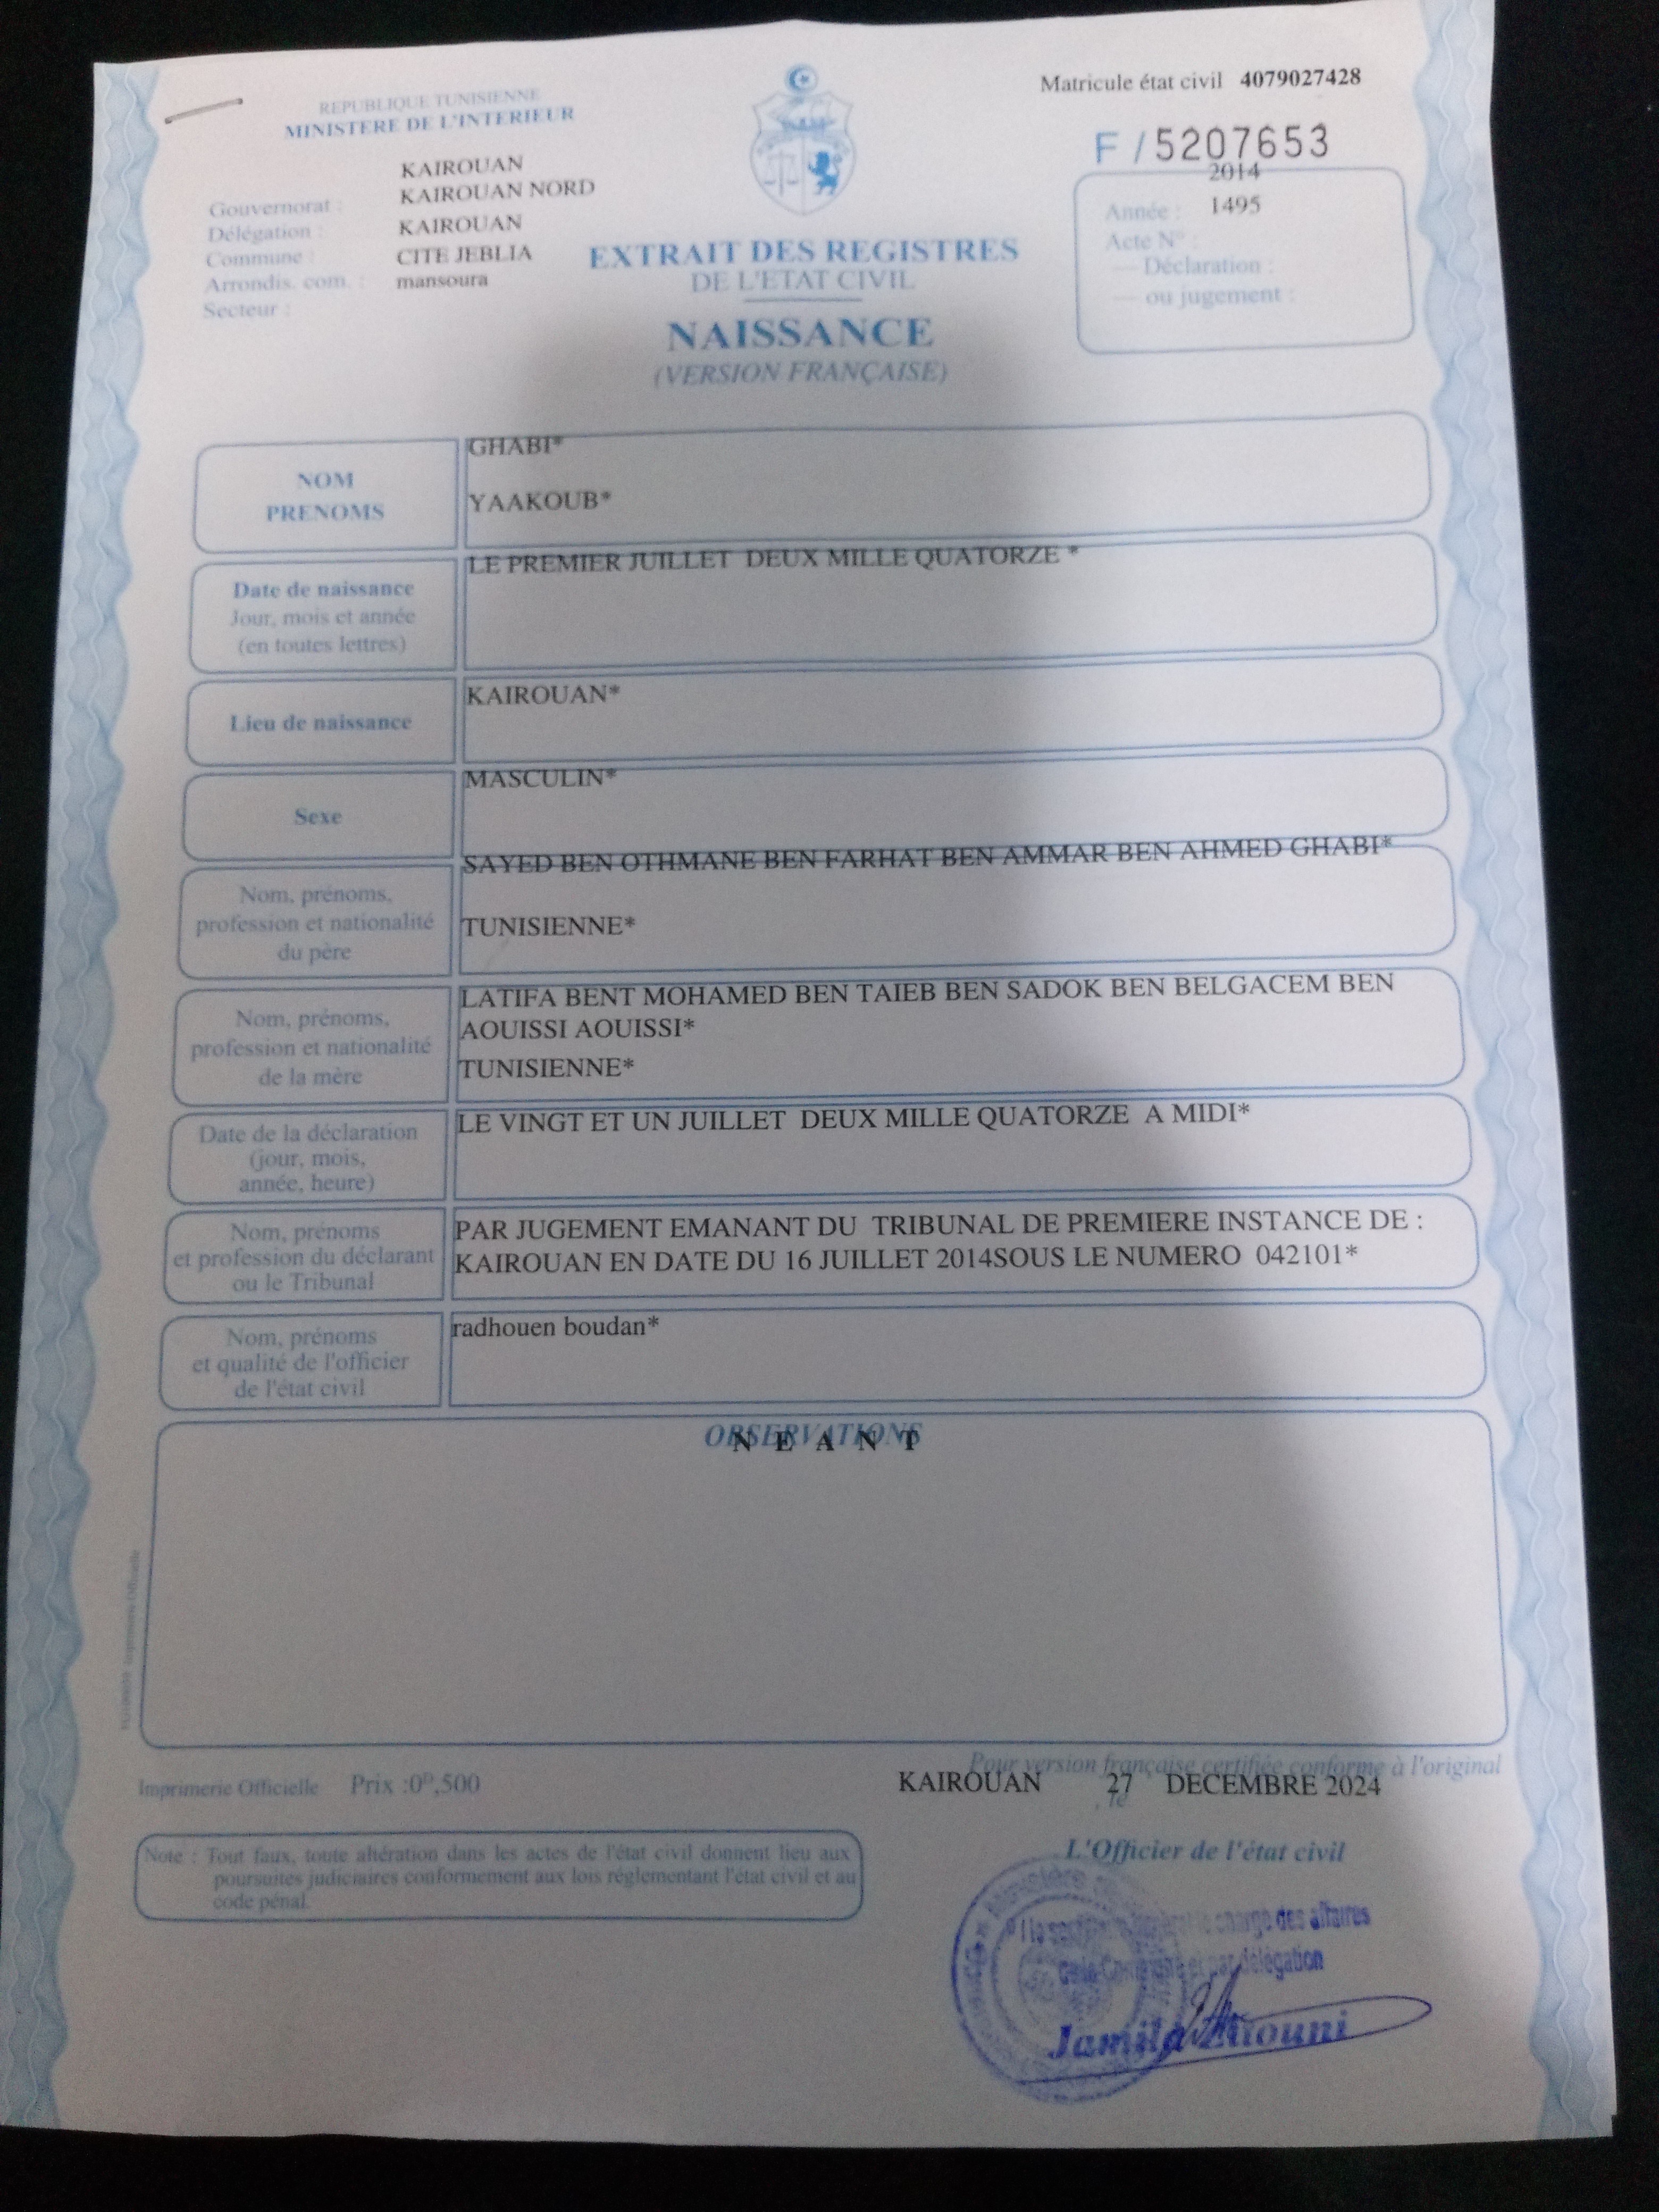 REPUBLIQUE TUNISIENNE
MINISTERE DE L'INTERIEUR
Matricule état civil 4079027428
F / 5207653
KAIROUAN
KAIROUAN NORD
Gouvernorat :
Délégation :
KAIROUAN
Commune :
CITE JEBLIA
Arrondis. com. :
mansoura
Secteur :
2014
Année : 1495
Acte N° :
— Déclaration :
— ou jugement :
EXTRAIT DES REGISTRES
DE L'ETAT CIVIL
NAISSANCE
(VERSION FRANÇAISE)
NOM
PRENOMS
GHABI*
YAAKOUB*
Date de naissance
Jour, mois et année
(en toutes lettres)
LE PREMIER JUILLET DEUX MILLE QUATORZE *
Lieu de naissance
KAIROUAN*
Sexe
MASCULIN*
Nom, prénoms,
profession et nationalité
du père
SAYED BEN OTHMANE BEN FARHAT BEN AMMAR BEN AHMED GHABI*
TUNISIENNE*
Nom, prénoms,
profession et nationalité
de la mère
LATIFA BENT MOHAMED BEN TAIEB BEN SADOK BEN BELGACEM BEN
AOUISSI AOUISSI*
TUNISIENNE*
Date de la déclaration
(jour, mois,
année, heure)
LE VINGT ET UN JUILLET DEUX MILLE QUATORZE A MIDI*
Nom, prénoms
et profession du déclarant
ou le Tribunal
PAR JUGEMENT EMANANT DU TRIBUNAL DE PREMIERE INSTANCE DE :
KAIROUAN EN DATE DU 16 JUILLET 2014SOUS LE NUMERO 042101*
Nom, prénoms
et qualité de l'officier
de l'état civil
radhouen boudan*
OBSERVATIONS
N E A N T
Imprimerie Officielle Prix :0ᴰ,500
Pour version française certifiée conforme à l'original
KAIROUAN 27 DECEMBRE 2024
, le
Note : Tout faux, toute altération dans les actes de l'état civil donnent lieu aux
poursuites judiciaires conformement aux lois réglementant l'état civil et au
code pénal.
L'Officier de l'état civil
charge des affaires
et par délégation
Jamila